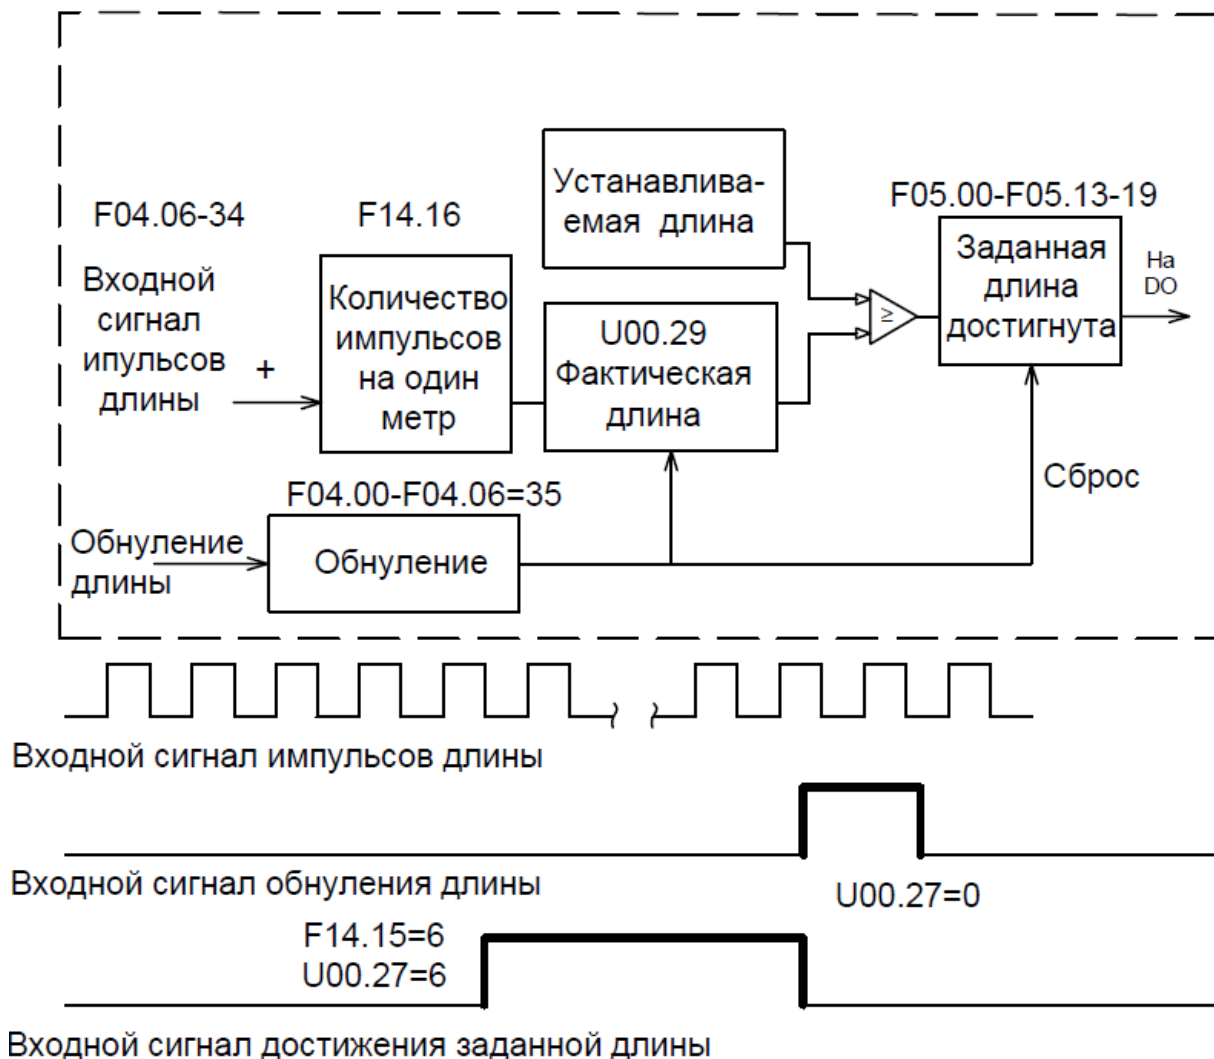 F04.06-34
Входной
сигнал
ипульсов
длины
+
F14.16
Количество
импульсов
на один
метр
Устанавлива-
емая длина
U00.29
Фактическая
длина
≥
F05.00-F05.13-19
Заданная
длина
достигнута
На
DO
Сброс
F04.00-F04.06=35
Обнуление
длины
Обнуление
Входной сигнал импульсов длины
Входной сигнал обнуления длины
U00.27=0
F14.15=6
U00.27=6
Входной сигнал достижения заданной длины